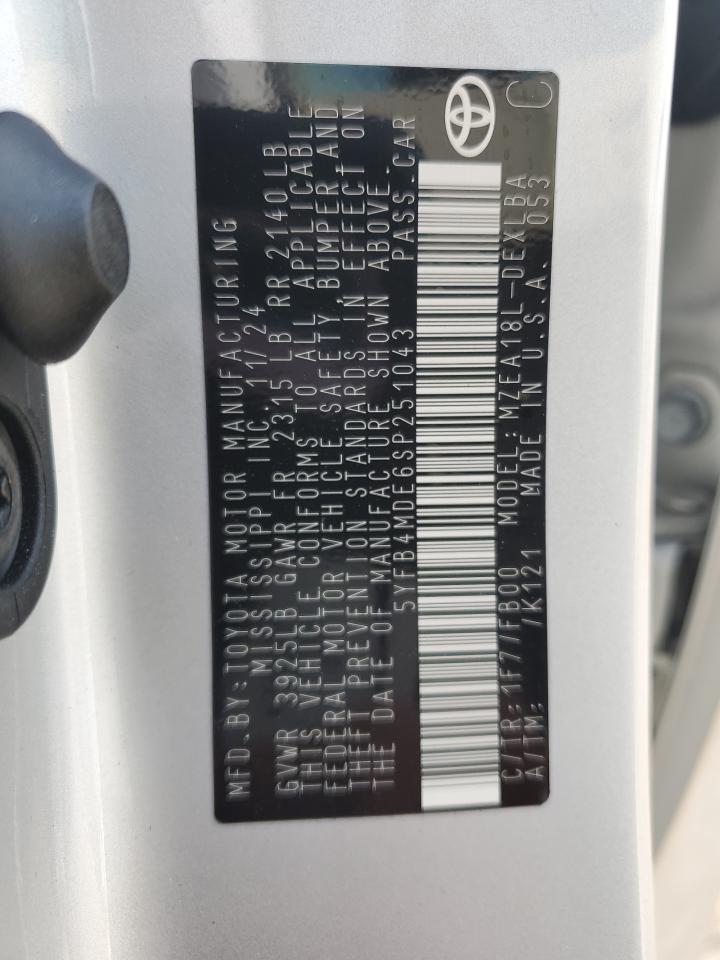 MFD. BY: TOYOTA MOTOR MANUFACTURING
MISSISSIPPI INC. 11/24
GVWR 3925LB GAWR FR 2315 LB RR 2140LB
THIS VEHICLE CONFORMS TO ALL APPLICABLE
FEDERAL MOTOR VEHICLE SAFETY, BUMPER AND
THEFT PREVENTION STANDARDS IN EFFECT ON
THE DATE OF MANUFACTURE SHOWN ABOVE.
5YFB4MDE6SP251043 PASS.CAR
C/TR: 1F7/FB00 MODEL: MZEA18L-DEXLBA
A/TM: /K121 MADE IN U.S.A. 053
C